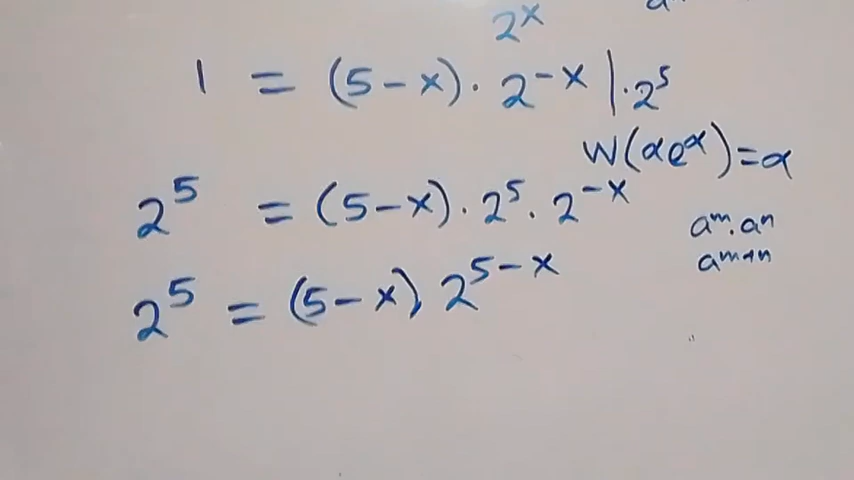 2^x
1 = (5-x) · 2^-x | · 2^5
W(αe^α) = α
2^5 = (5-x) · 2^5 · 2^-x
a^m · a^n
a^m+n
2^5 = (5-x) 2^5-x